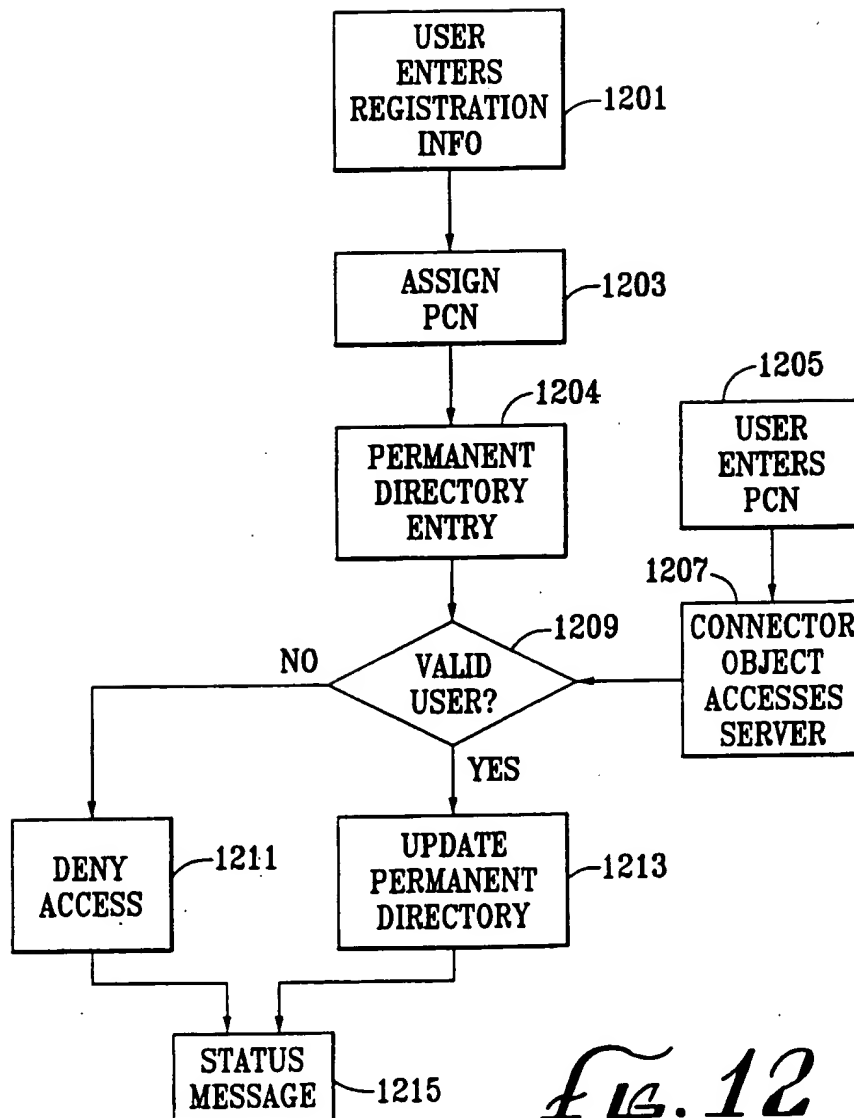 USER
ENTERS
REGISTRATION
INFO
1201
ASSIGN
PCN
1203
1204
PERMANENT
DIRECTORY
ENTRY
1205
USER
ENTERS
PCN
1207
CONNECTOR
OBJECT
ACCESSES
SERVER
1209
VALID
USER?
NO
YES
DENY
ACCESS
1211
UPDATE
PERMANENT
DIRECTORY
1213
STATUS
MESSAGE
1215
FIG. 12